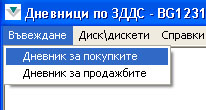 Дневници по ЗДДС - BG1231
Въвеждане Диск\дискети Справки
Дневник за покупките
Дневник за продажбите